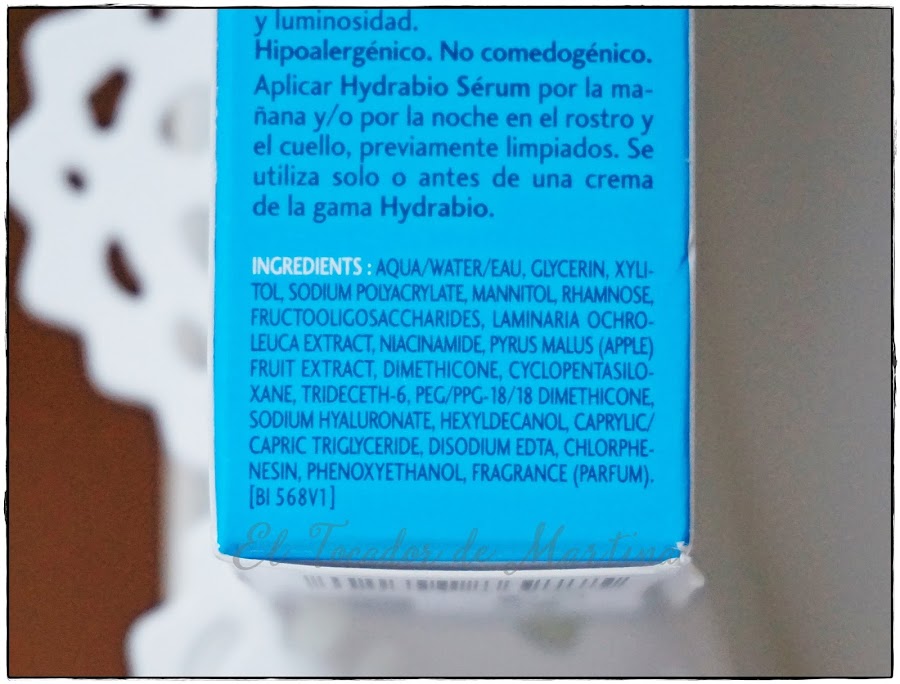 y luminosidad.
Hipoalergénico. No comedogénico.
Aplicar Hydrabio Sérum por la ma-
ñana y/o por la noche en el rostro y
el cuello, previamente limpiados. Se
utiliza solo o antes de una crema
de la gama Hydrabio.
INGREDIENTS : AQUA/WATER/EAU, GLYCERIN, XYLI-
TOL, SODIUM POLYACRYLATE, MANNITOL, RHAMNOSE,
FRUCTOOLIGOSACCHARIDES, LAMINARIA OCHRO-
LEUCA EXTRACT, NIACINAMIDE, PYRUS MALUS (APPLE)
FRUIT EXTRACT, DIMETHICONE, CYCLOPENTASILO-
XANE, TRIDECETH-6, PEG/PPG-18/18 DIMETHICONE,
SODIUM HYALURONATE, HEXYLDECANOL, CAPRYLIC/
CAPRIC TRIGLYCERIDE, DISODIUM EDTA, CHLORPHE-
NESIN, PHENOXYETHANOL, FRAGRANCE (PARFUM).
[BI 568V1]
El Tocador de Martina